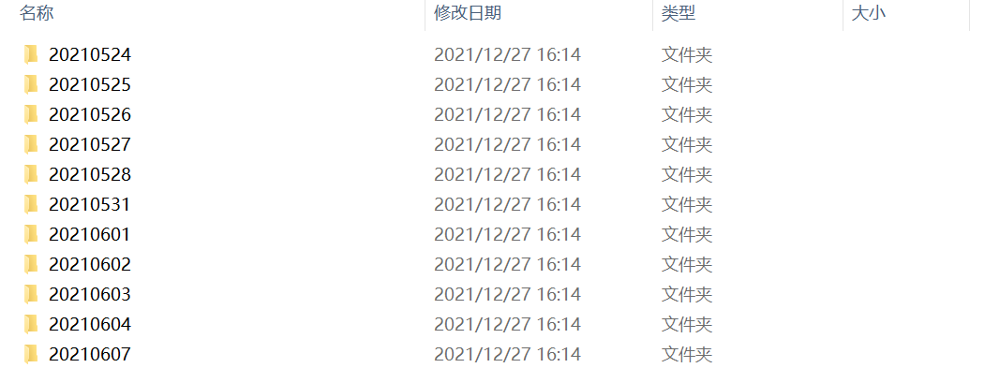 名称 修改日期 类型 大小
20210524 2021/12/27 16:14 文件夹
20210525 2021/12/27 16:14 文件夹
20210526 2021/12/27 16:14 文件夹
20210527 2021/12/27 16:14 文件夹
20210528 2021/12/27 16:14 文件夹
20210531 2021/12/27 16:14 文件夹
20210601 2021/12/27 16:14 文件夹
20210602 2021/12/27 16:14 文件夹
20210603 2021/12/27 16:14 文件夹
20210604 2021/12/27 16:14 文件夹
20210607 2021/12/27 16:14 文件夹